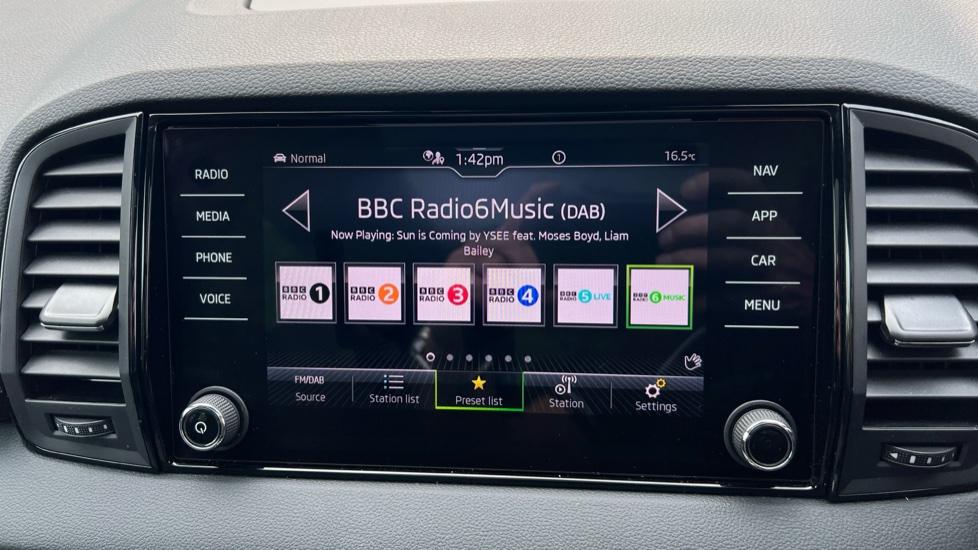 Normal
1:42pm
1
16.5°C
RADIO
MEDIA
PHONE
VOICE
NAV
APP
CAR
MENU
BBC Radio6Music (DAB)
Now Playing: Sun is Coming by YSEE feat. Moses Boyd, Liam
Bailey
BBC RADIO 1
BBC RADIO 2
BBC RADIO 3
BBC RADIO 4
BBC RADIO 5 LIVE
BBC RADIO 6 MUSIC
FM/DAB
Source
Station list
Preset list
Station
Settings